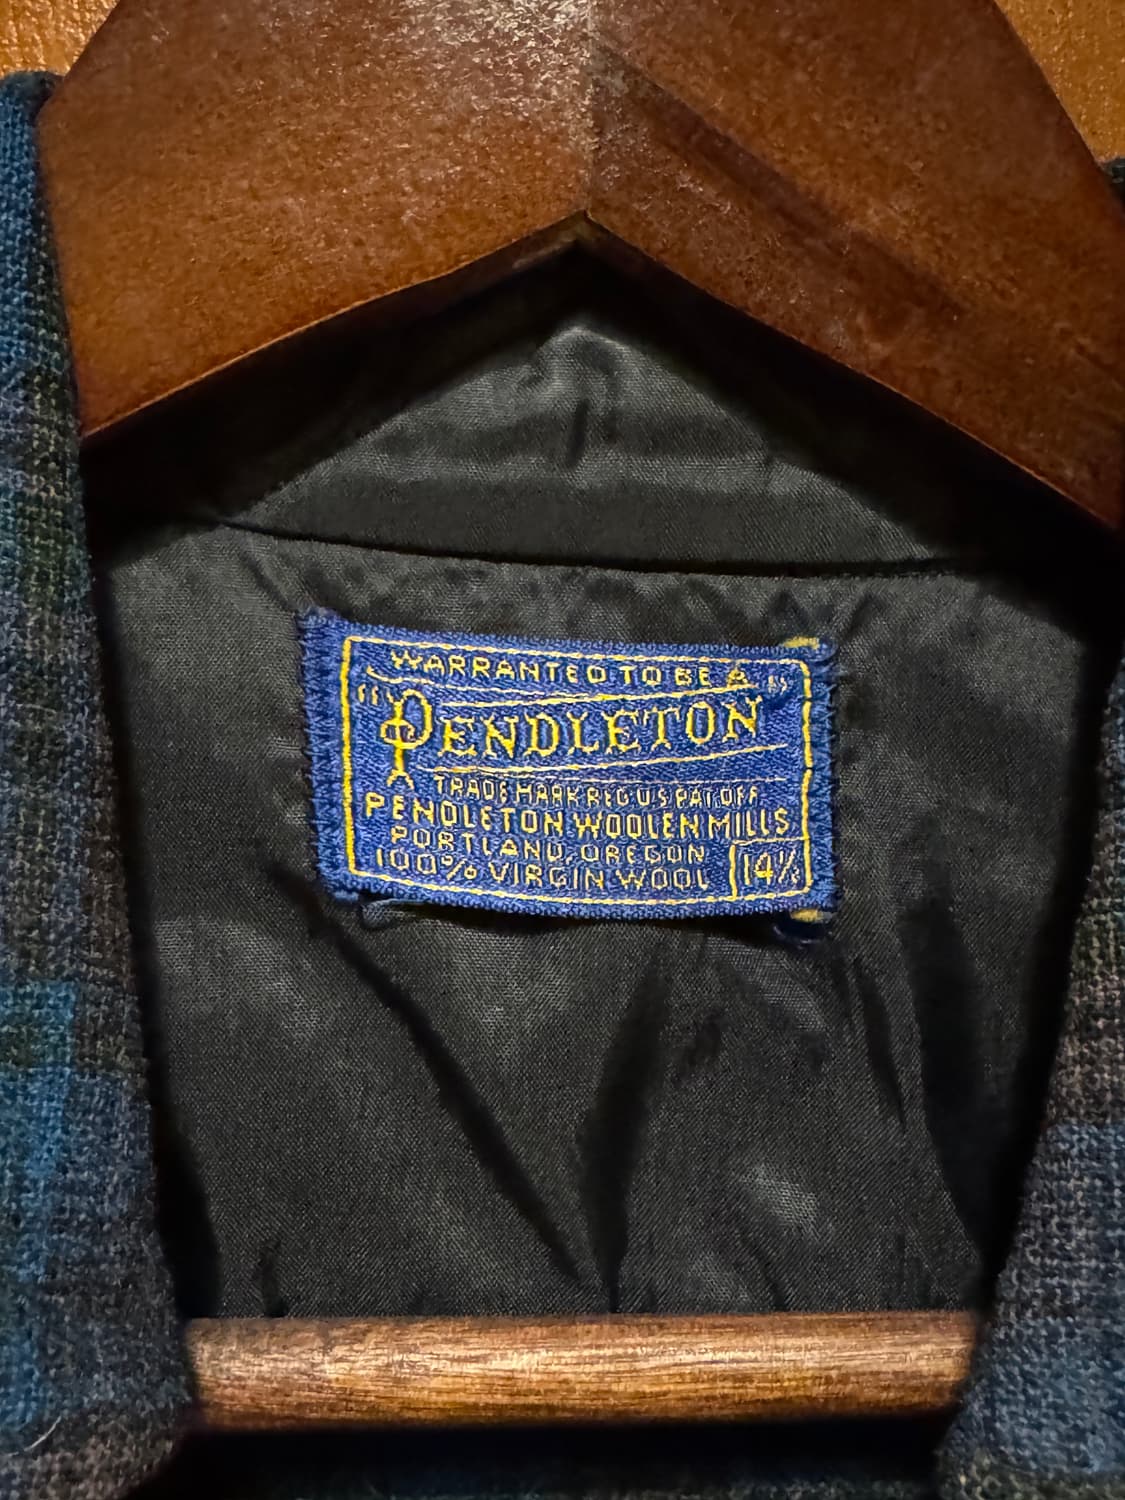 WARRANTED TO BE A
"PENDLETON"
TRADE MARK REG U.S. PAT. OFF.
PENDLETON WOOLEN MILLS
PORTLAND, OREGON
100% VIRGIN WOOL
14½